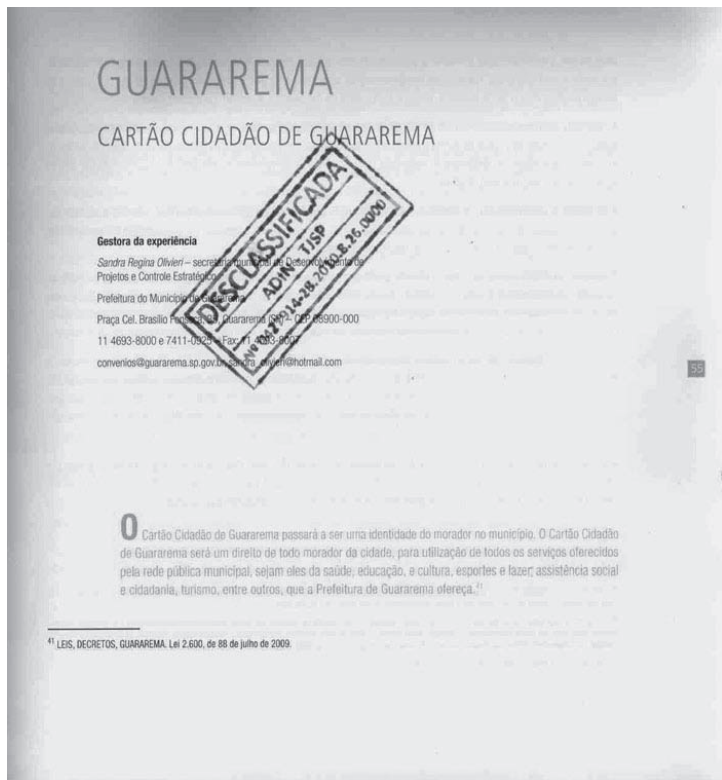 GUARAREMA
CARTÃO CIDADÃO DE GUARAREMA
DESCLASSIFICADA
ADIN - TJSP
Gestora da experiência
Sandra Regina Olivieri – secretária municipal de Desenvolvimento de
Projetos e Controle Estratégico
Prefeitura do Município de Guararema
Praça Cel. Brasílio Guararema (SP) - CEP 08900-000
11 4693-8000 e 7411-0925 – Fax: 11 4693-8007
convenios@guararema.sp.gov.br, sandra_olivieri@hotmail.com
55
O Cartão Cidadão de Guararema passará a ser uma identidade do morador no município. O Cartão Cidadão
de Guararema será um direito de todo morador da cidade, para utilização de todos os serviços oferecidos
pela rede pública municipal, sejam eles da saúde, educação, e cultura, esportes e lazer, assistência social
e cidadania, turismo, entre outros, que a Prefeitura de Guararema ofereça.41
41 LEIS, DECRETOS, GUARAREMA. Lei 2.600, de 88 de julho de 2009.